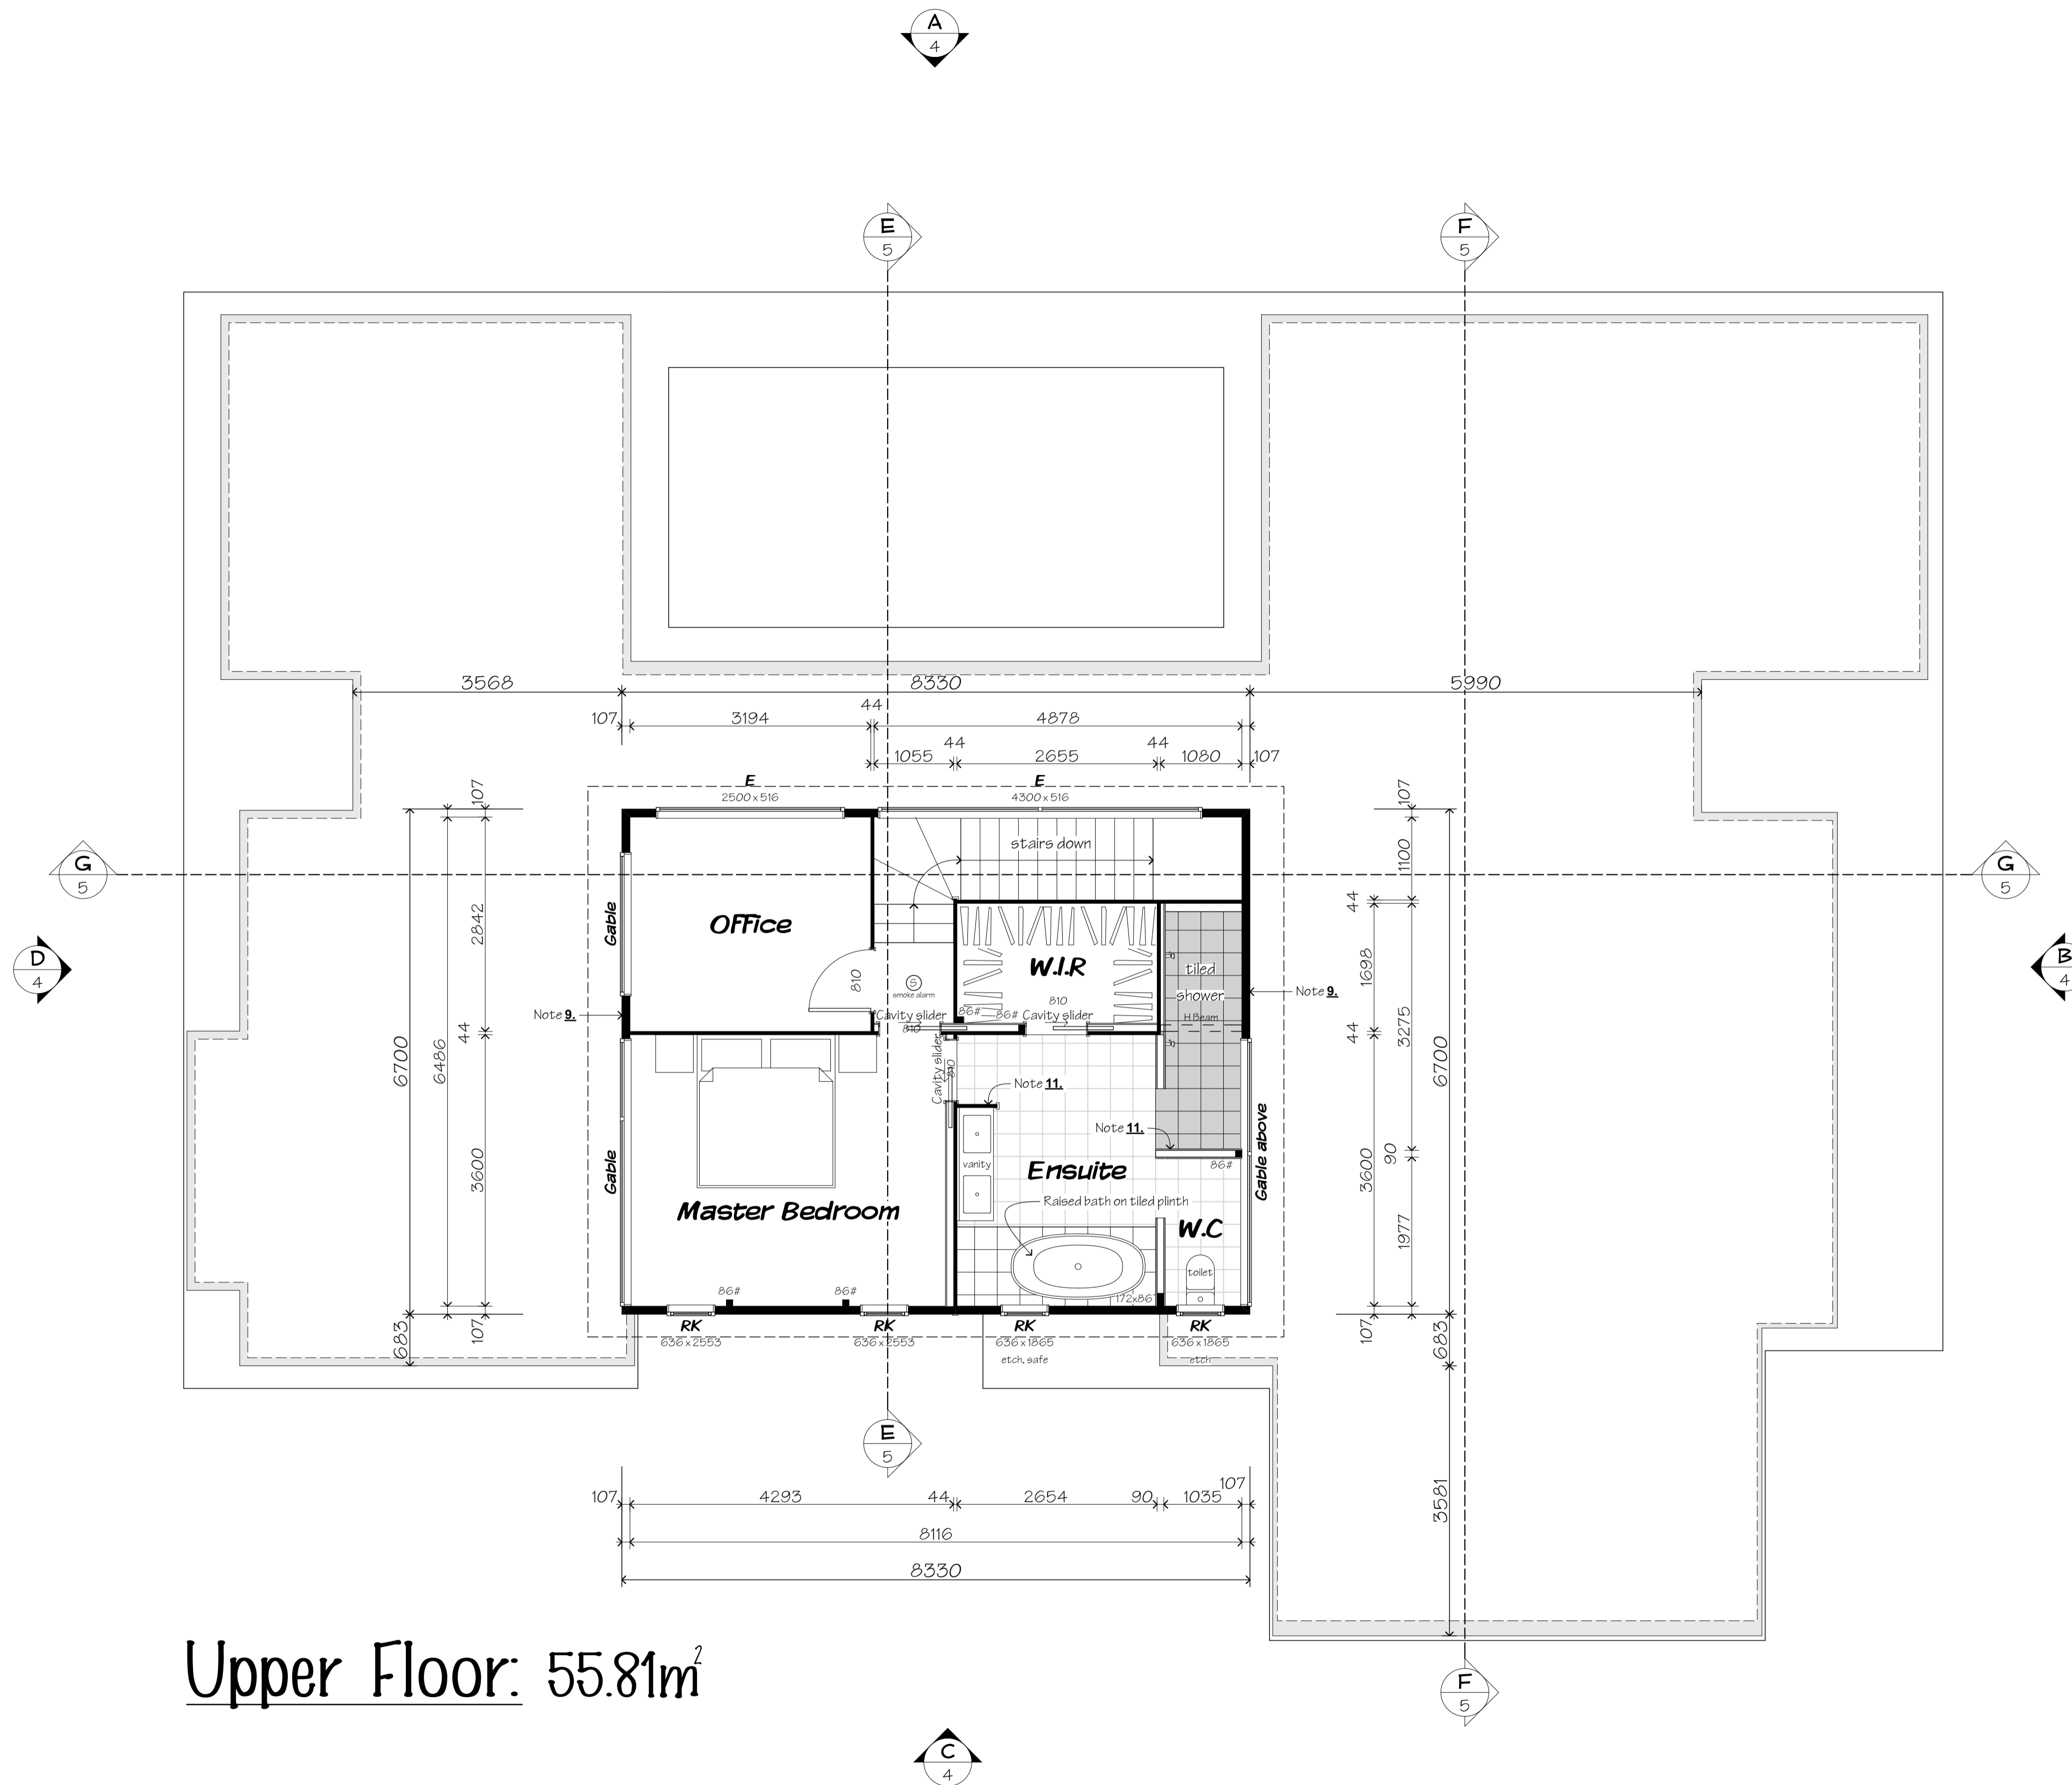 A
4
E
5
F
5
3568
8330
5990
44
107
3194
4878
44
44
1055
2655
1080
107
E
E
2500 x 516
4300 x 516
107
107
stairs down
1100
G
5
G
5
44
Gable
2842
Office
W.I.R
1698
D
4
B
4
810
S
smoke alarm
tiled
shower
Note 9.
Note 9.
810
86#
86#
Cavity slider
Cavity slider
810
H Beam
44
44
3275
6700
6486
6700
Cavity slider
810
Note 11.
Note 11.
Gable
3600
vanity
Ensuite
86#
Gable above
3600
90
Raised bath on tiled plinth
Master Bedroom
W.C
1977
toilet
86#
86#
172x86
RK
RK
RK
RK
636 x 2553
636 x 2553
636 x 1865
636 x 1865
etch, safe
etch
683
107
107
683
E
5
3581
107
107
4293
44
2654
90
1035
8116
8330
Upper Floor: 55.81m²
F
5
C
4